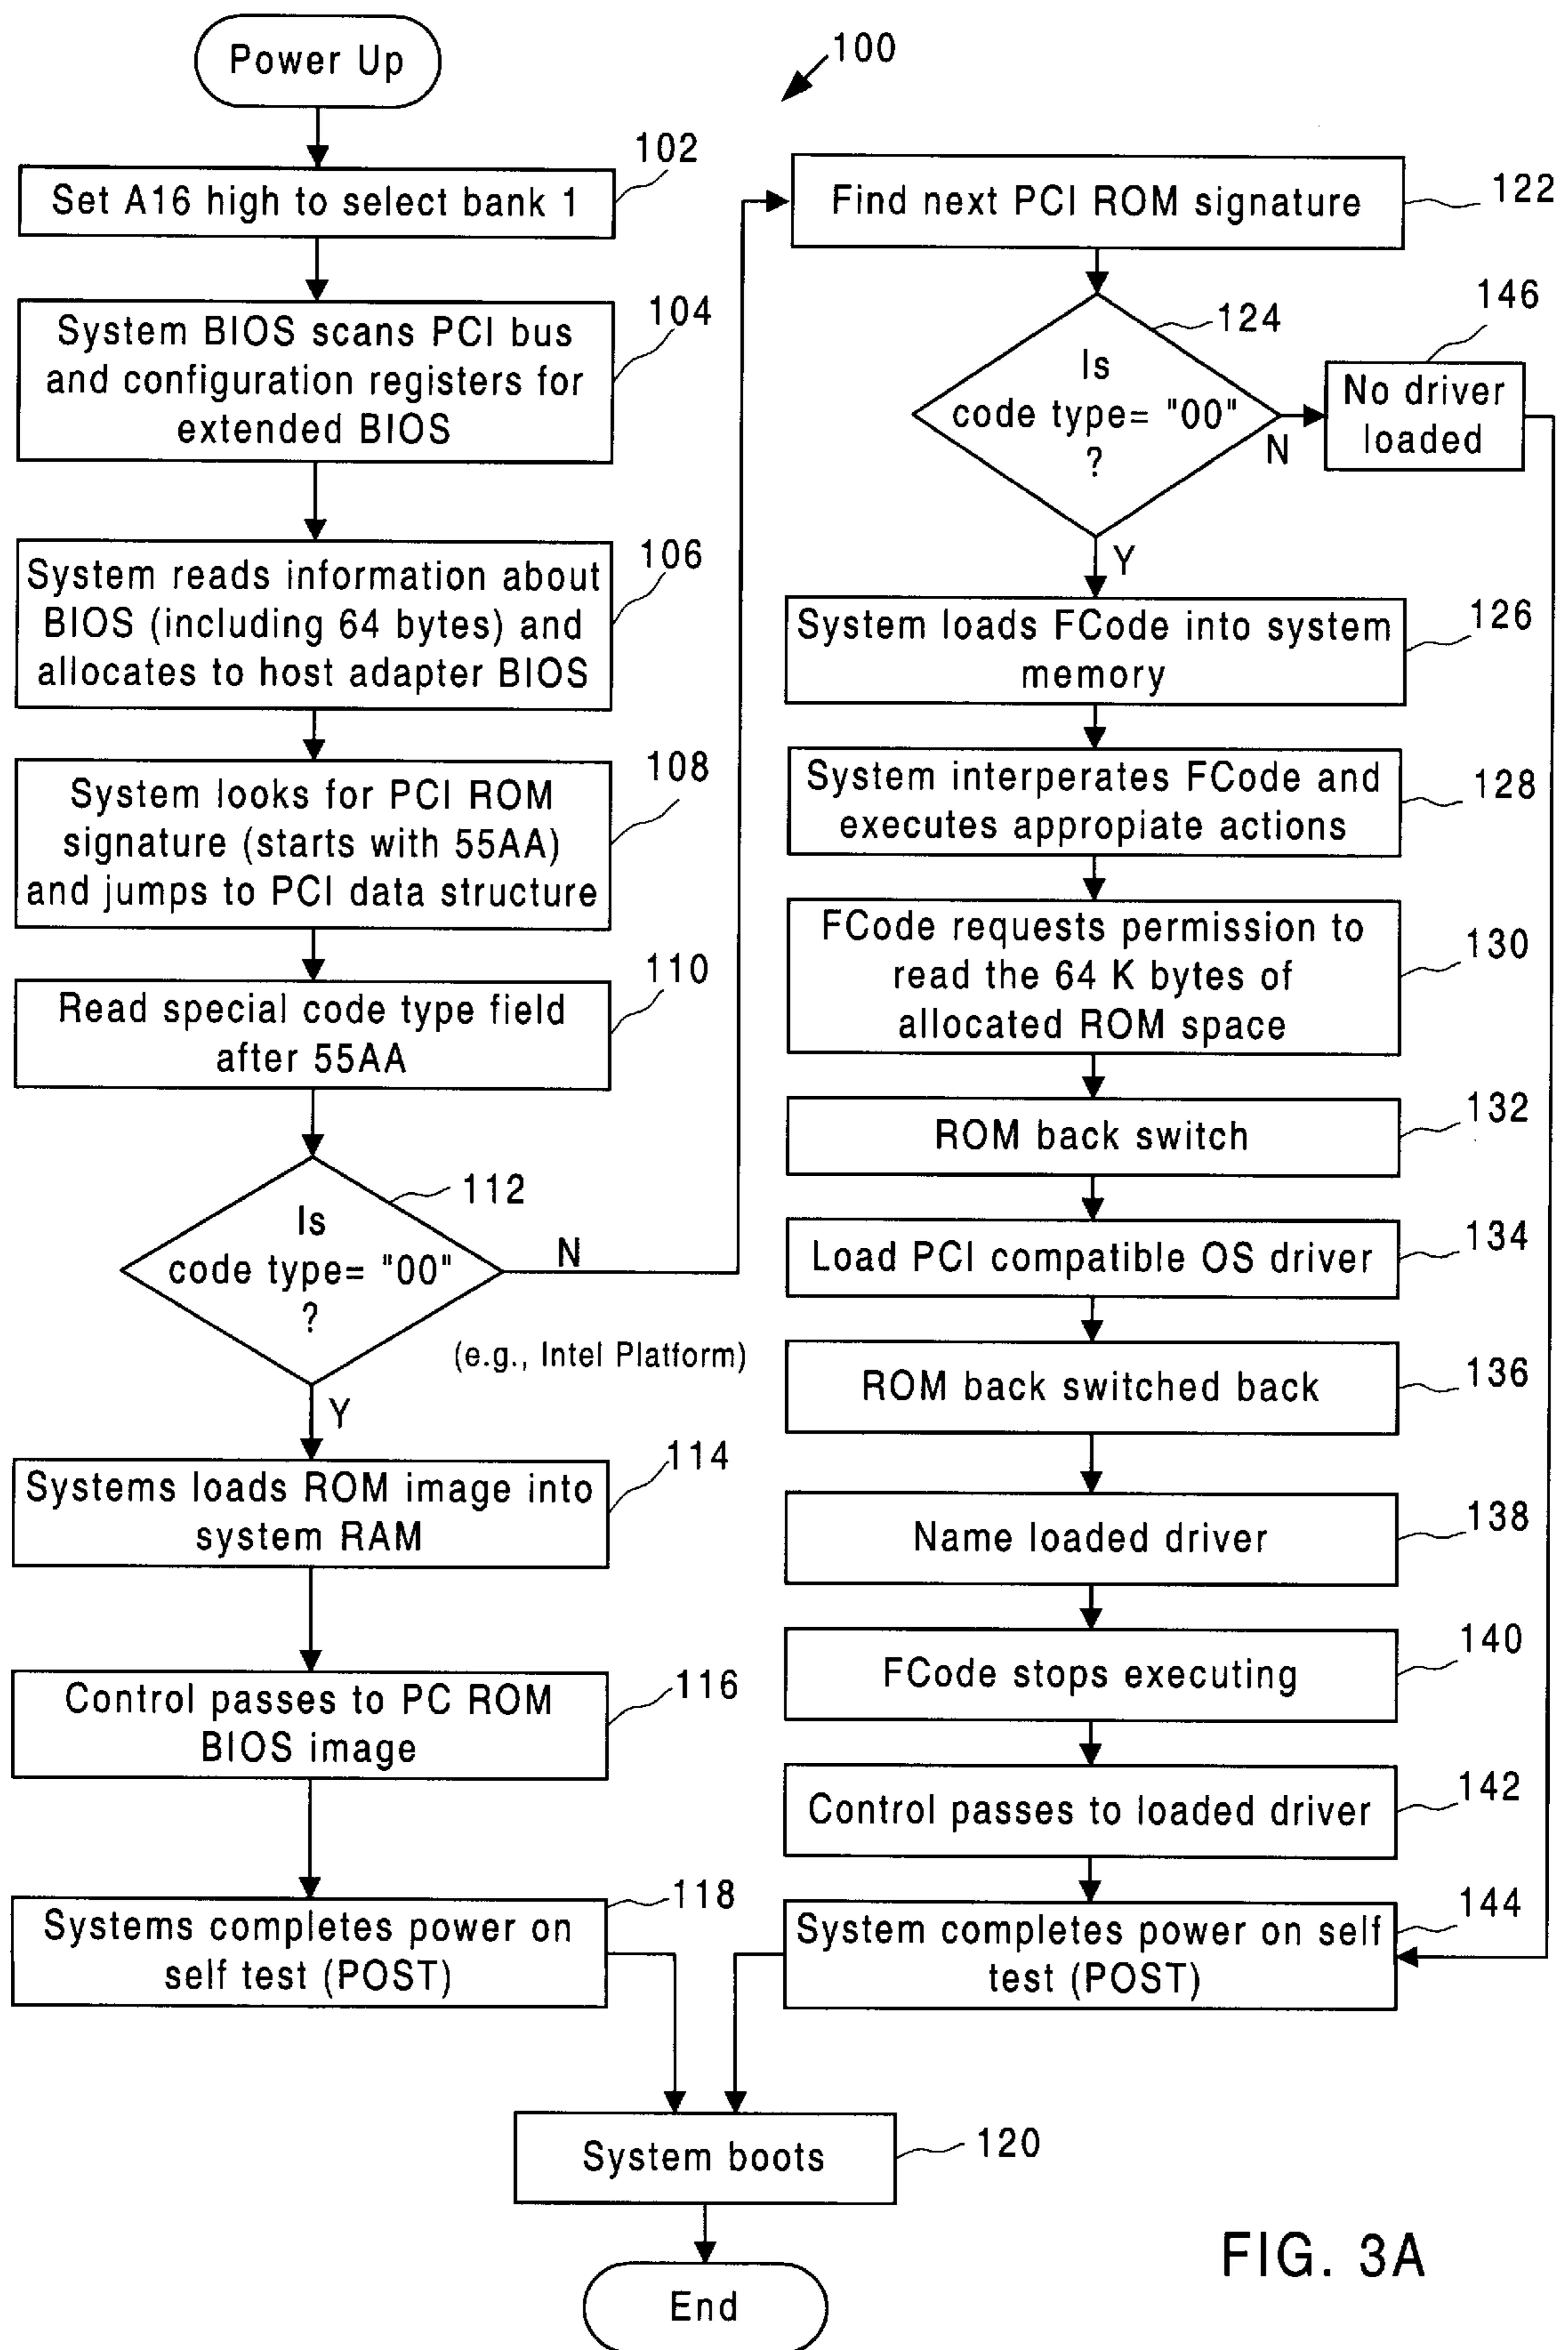 Power Up
100
102
Set A16 high to select bank 1
104
System BIOS scans PCI bus
and configuration registers for
extended BIOS
106
System reads information about
BIOS (including 64 bytes) and
allocates to host adapter BIOS
108
System looks for PCI ROM
signature (starts with 55AA)
and jumps to PCI data structure
110
Read special code type field
after 55AA
112
Is
code type= "00"
?
N
(e.g., Intel Platform)
Y
114
Systems loads ROM image into
system RAM
116
Control passes to PC ROM
BIOS image
118
Systems completes power on
self test (POST)
122
Find next PCI ROM signature
124
Is
code type= "00"
?
N
146
No driver
loaded
Y
126
System loads FCode into system
memory
128
System interperates FCode and
executes appropiate actions
130
FCode requests permission to
read the 64 K bytes of
allocated ROM space
132
ROM back switch
134
Load PCI compatible OS driver
136
ROM back switched back
138
Name loaded driver
140
FCode stops executing
142
Control passes to loaded driver
144
System completes power on self
test (POST)
System boots
120
End
FIG. 3A